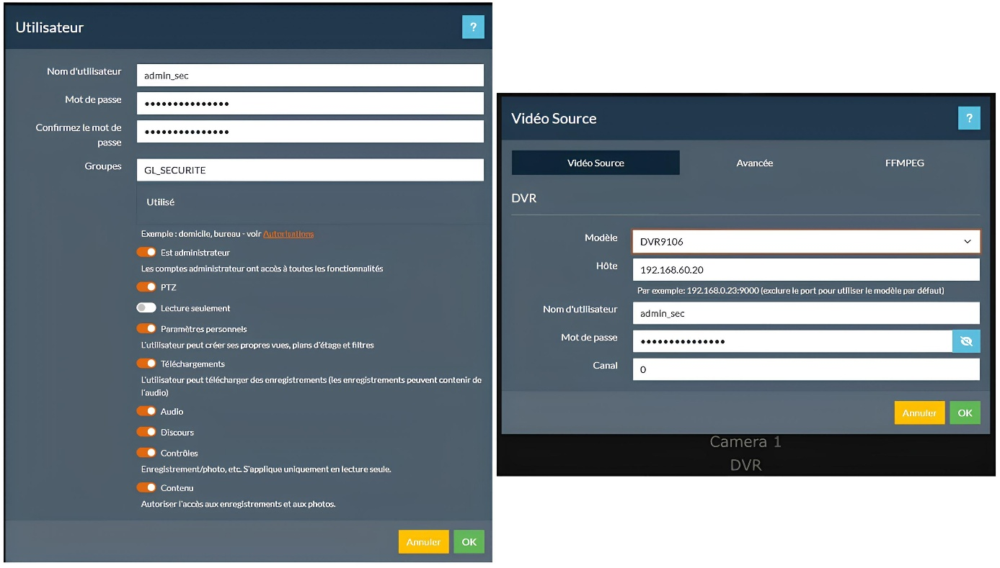 Utilisateur
?
Nom d'utilisateur
admin_sec
Mot de passe
•••••••••••••••
Confirmez le mot de
passe
•••••••••••••••
Groupes
GL_SECURITE
Utilisé
Exemple : domicile, bureau - voir Autorisations
Est administrateur
Les comptes administrateur ont accès à toutes les fonctionnalités
PTZ
Lecture seulement
Paramètres personnels
L'utilisateur peut créer ses propres vues, plans d'étage et filtres
Téléchargements
L'utilisateur peut télécharger des enregistrements (les enregistrements peuvent contenir de
l'audio)
Audio
Discours
Contrôles
Enregistrement/photo, etc. S'applique uniquement en lecture seule.
Contenu
Autoriser l'accès aux enregistrements et aux photos.
Annuler
OK
Vidéo Source
?
Vidéo Source
Avancée
FFMPEG
DVR
Modèle
DVR9106
Hôte
192.168.60.20
Par exemple: 192.168.0.23:9000 (exclure le port pour utiliser le modèle par défaut)
Nom d'utilisateur
admin_sec
Mot de passe
•••••••••••••••
Canal
0
Annuler
OK
Camera 1
DVR